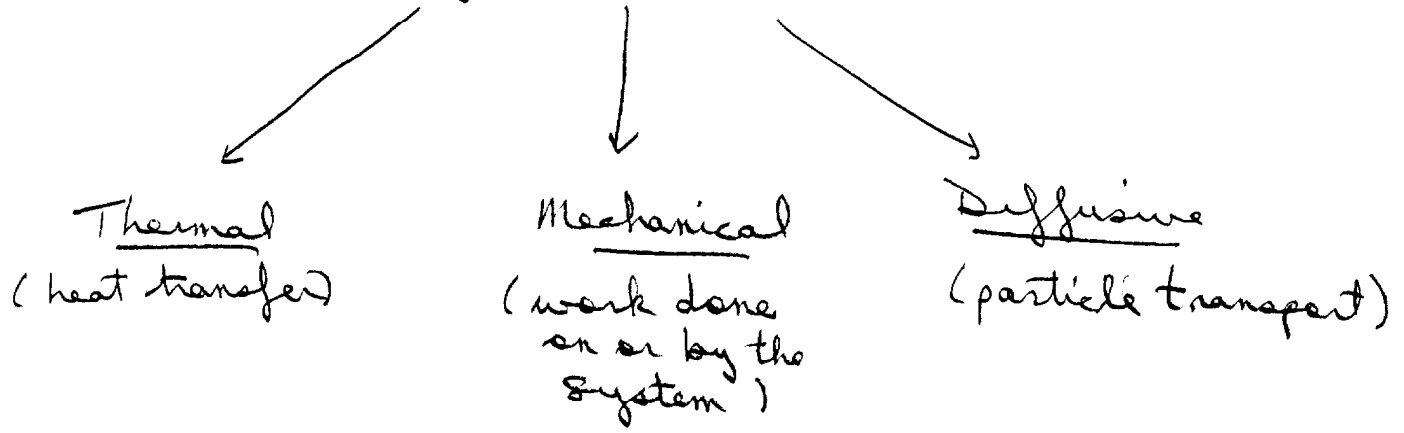 Thermal Mechanical Diffusive
(heat transfer) (work done (particle transport)
on or by the
system)